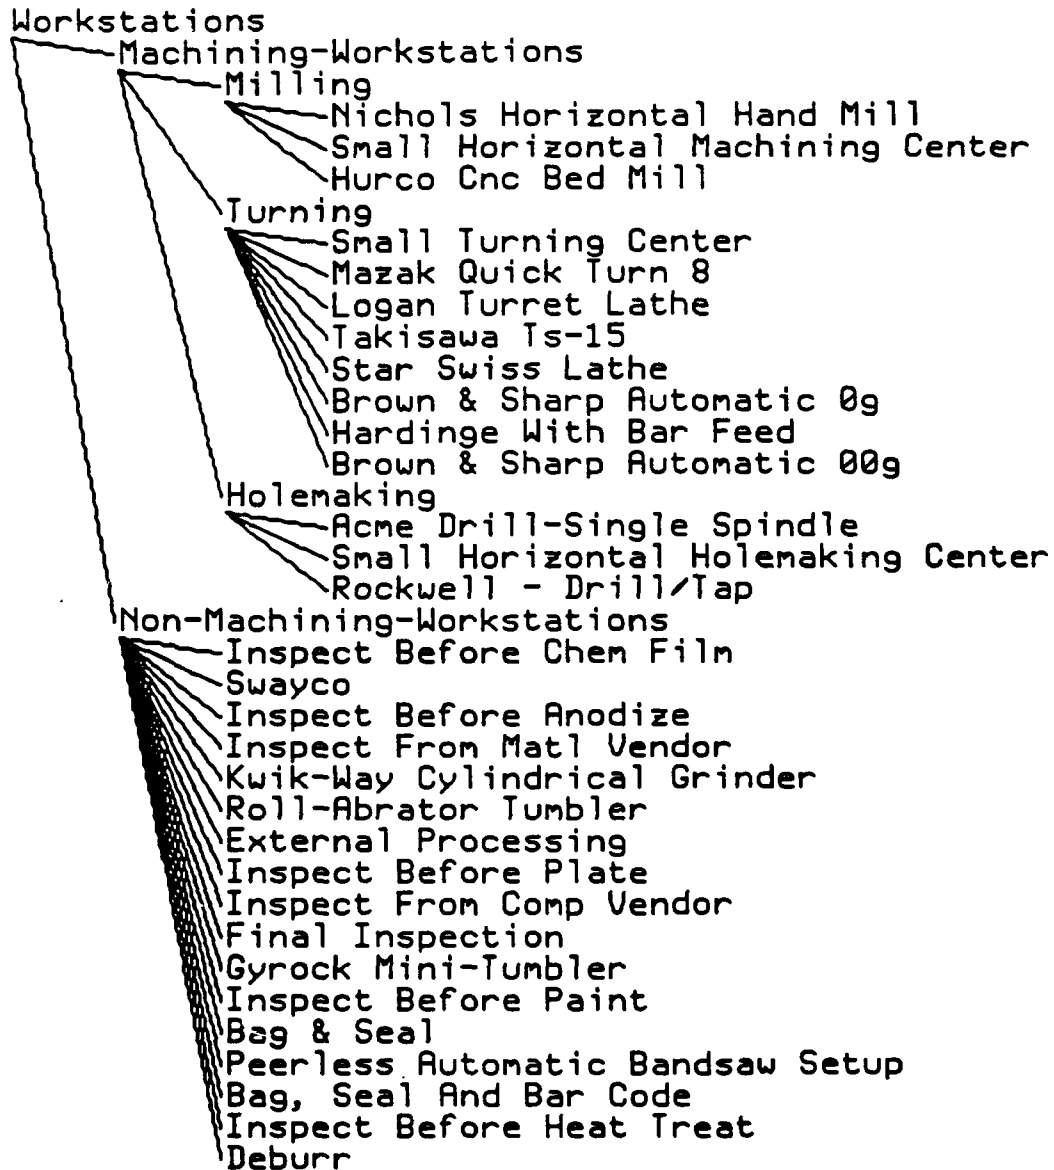 Workstations
Machining-Workstations
Milling
Nichols Horizontal Hand Mill
Small Horizontal Machining Center
Hurco Cnc Bed Mill
Turning
Small Turning Center
Mazak Quick Turn 8
Logan Turret Lathe
Takisawa Ts-15
Star Swiss Lathe
Brown & Sharp Automatic 0g
Hardinge With Bar Feed
Brown & Sharp Automatic 00g
Holemaking
Acme Drill-Single Spindle
Small Horizontal Holemaking Center
Rockwell - Drill/Tap
Non-Machining-Workstations
Inspect Before Chem Film
Swayco
Inspect Before Anodize
Inspect From Matl Vendor
Kwik-Way Cylindrical Grinder
Roll-Abrator Tumbler
External Processing
Inspect Before Plate
Inspect From Comp Vendor
Final Inspection
Gyrock Mini-Tumbler
Inspect Before Paint
Bag & Seal
Peerless Automatic Bandsaw Setup
Bag, Seal And Bar Code
Inspect Before Heat Treat
Deburr